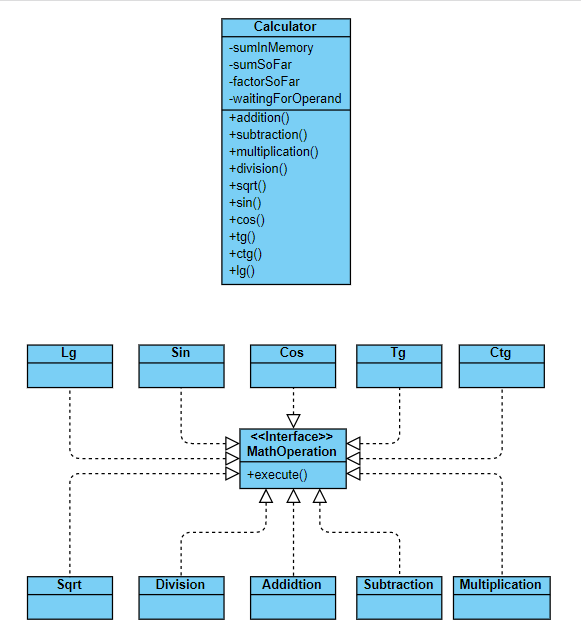 Calculator
-sumInMemory
-sumSoFar
-factorSoFar
-waitingForOperand
+addition()
+subtraction()
+multiplication()
+division()
+sqrt()
+sin()
+cos()
+tg()
+ctg()
+lg()
Lg
Sin
Cos
Tg
Ctg
<<Interface>>
MathOperation
+execute()
Sqrt
Division
Addidtion
Subtraction
Multiplication